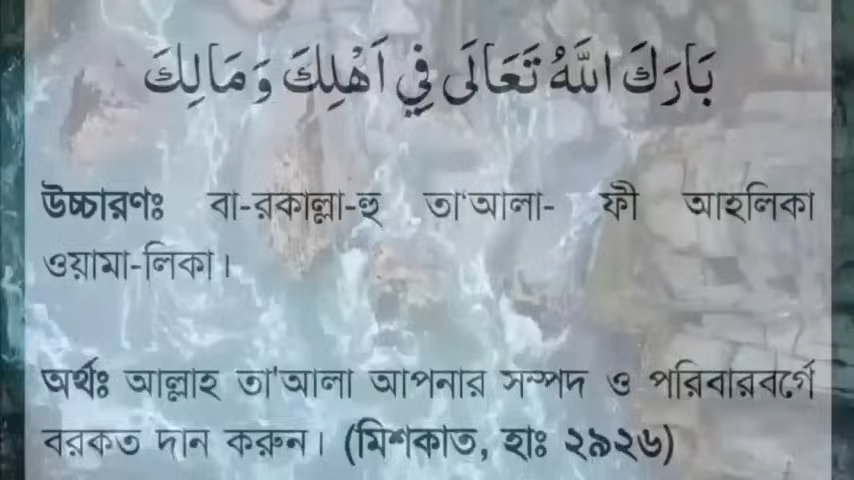 بَارَكَ اللهُ تَعَالَى فِي اَهْلِكَ وَمَالِكَ
উচ্চারণঃ বা-রকাল্লা-হু তা'আলা- ফী আহলিকা
ওয়ামা-লিকা।
অর্থঃ আল্লাহ তা'আলা আপনার সম্পদ ও পরিবারবর্গে
বরকত দান করুন। (মিশকাত, হাঃ ২৯২৬)